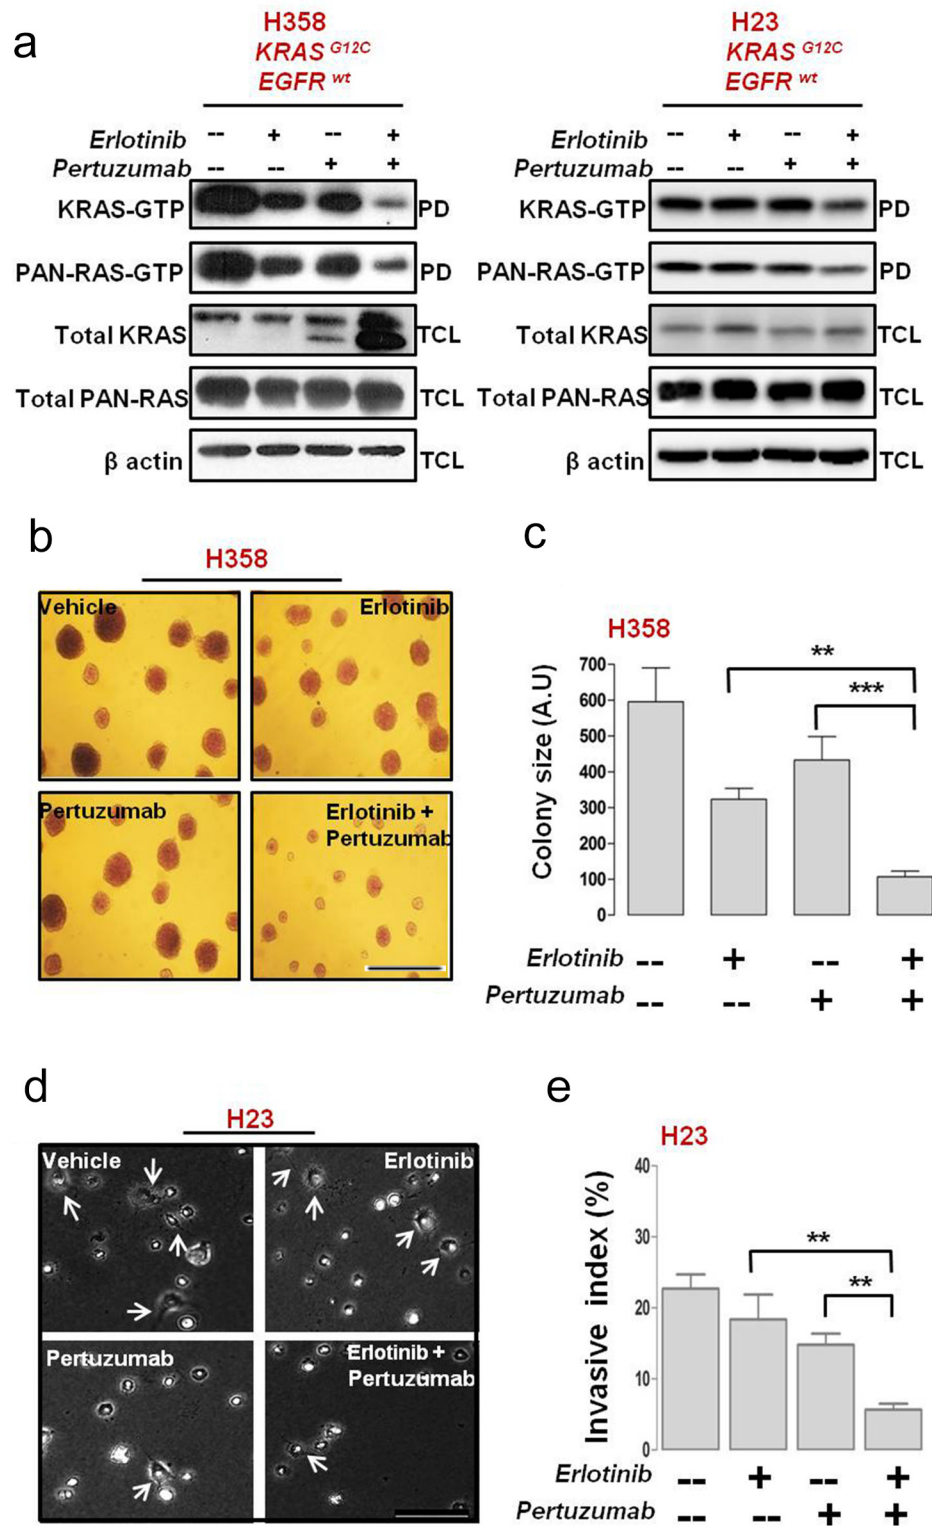 a
H358
KRAS G12C
EGFR wt
Erlotinib -- + -- +
Pertuzumab -- -- + +
KRAS-GTP PD
PAN-RAS-GTP PD
Total KRAS TCL
Total PAN-RAS TCL
β actin TCL
H23
KRAS G12C
EGFR wt
Erlotinib -- + -- +
Pertuzumab -- -- + +
KRAS-GTP PD
PAN-RAS-GTP PD
Total KRAS TCL
Total PAN-RAS TCL
β actin TCL
b
H358
Vehicle
Erlotinib
Pertuzumab
Erlotinib +
Pertuzumab
c
H358
Colony size (A.U)
700
600
500
400
300
200
100
0
**
***
Erlotinib -- + -- +
Pertuzumab -- -- + +
d
H23
Vehicle
Erlotinib
Pertuzumab
Erlotinib +
Pertuzumab
e
H23
Invasive index (%)
40
30
20
10
0
**
**
Erlotinib -- + -- +
Pertuzumab -- -- + +